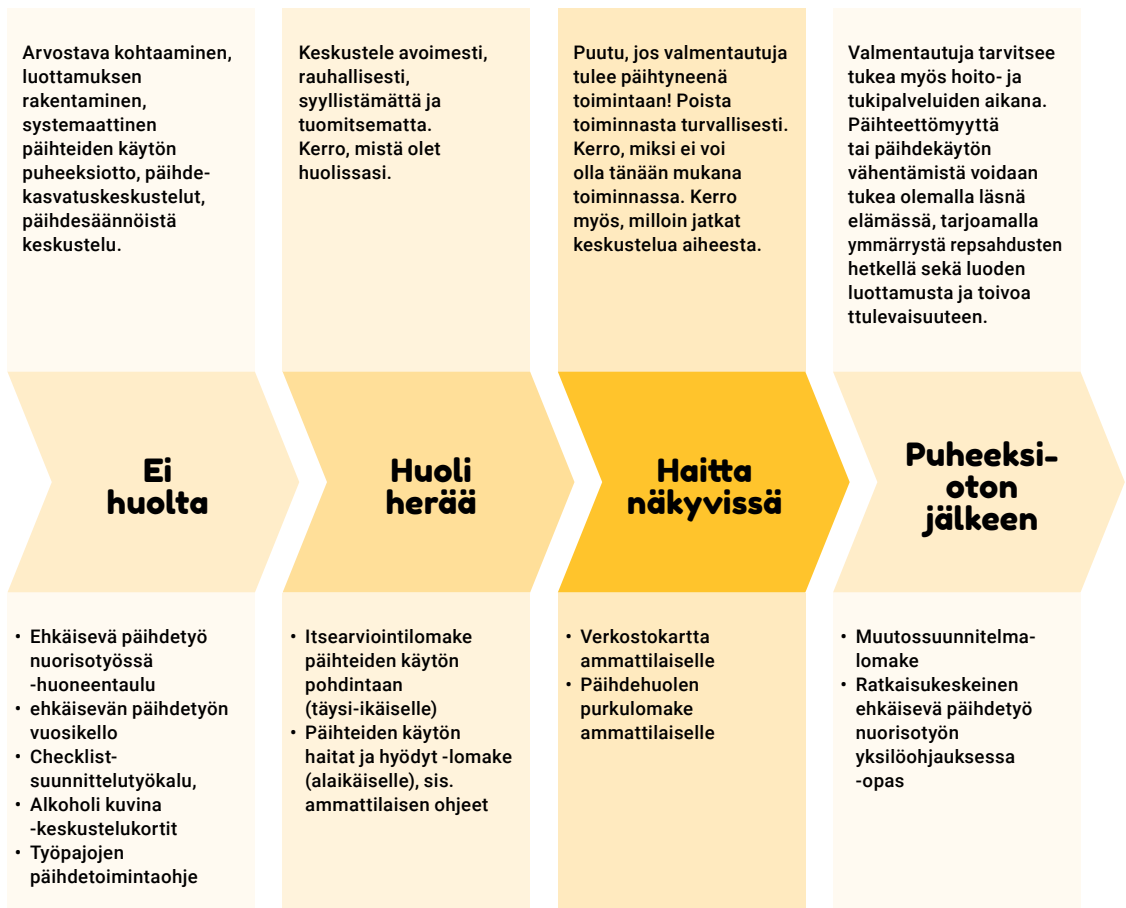 Arvostava kohtaaminen,
luottamuksen
rakentaminen,
systemaattinen
päihteiden käytön
puheeksiotto, päihde-
kasvatuskeskustelut,
päihdesäännöistä
keskustelu.
Ei
huolta
• Ehkäisevä päihdetyö
nuorisotyössä
-huoneentaulu
• ehkäisevän päihdetyön
vuosikello
• Checklist-
suunnittelutyökalu,
• Alkoholi kuvina
-keskustelukortit
• Työpajojen
päihdetoimintaohje
Keskustele avoimesti,
rauhallisesti,
syyllistämättä ja
tuomitsematta.
Kerro, mistä olet
huolissasi.
Huoli
herää
• Itsearviointilomake
päihteiden käytön
pohdintaan
(täysi-ikäiselle)
• Päihteiden käytön
haitat ja hyödyt -lomake
(alaikäiselle), sis.
ammattilaisen ohjeet
Puutu, jos valmentautuja
tulee päihtyneenä
toimintaan! Poista
toiminnasta turvallisesti.
Kerro, miksi ei voi
olla tänään mukana
toiminnassa. Kerro
myös, milloin jatkat
keskustelua aiheesta.
Haitta
näkyvissä
• Verkostokartta
ammattilaiselle
• Päihdehuolen
purkulomake
ammattilaiselle
Valmentautuja tarvitsee
tukea myös hoito- ja
tukipalveluiden aikana.
Päihteettömyyttä
tai päihdekäytön
vähentämistä voidaan
tukea olemalla läsnä
elämässä, tarjoamalla
ymmärrystä repsahdusten
hetkellä sekä luoden
luottamusta ja toivoa
ttulevaisuuteen.
Puheeksi-
oton
jälkeen
• Muutossuunnitelma-
lomake
• Ratkaisukeskeinen
ehkäisevä päihdetyö
nuorisotyön
yksilöohjauksessa
-opas